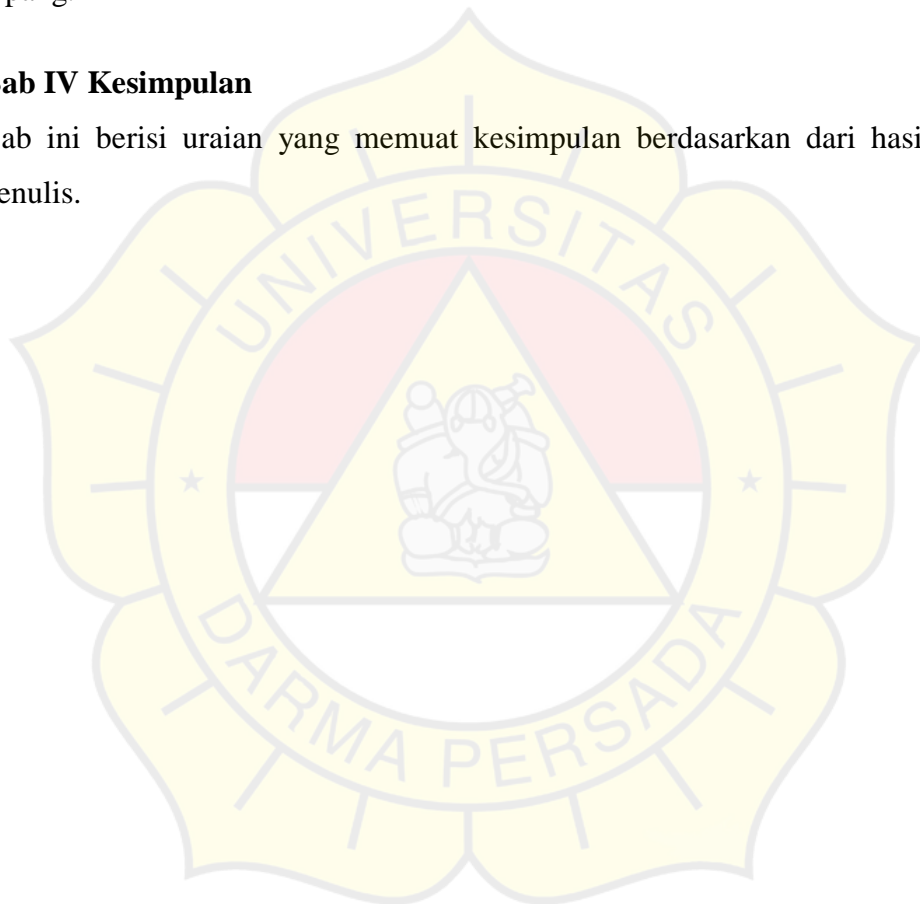 ab IV Kesimpulan
ab ini berisi uraian yang memuat kesimpulan berdasarkan dari hasi
enulis.
UNIVERSITAS
DARMA PERSADA